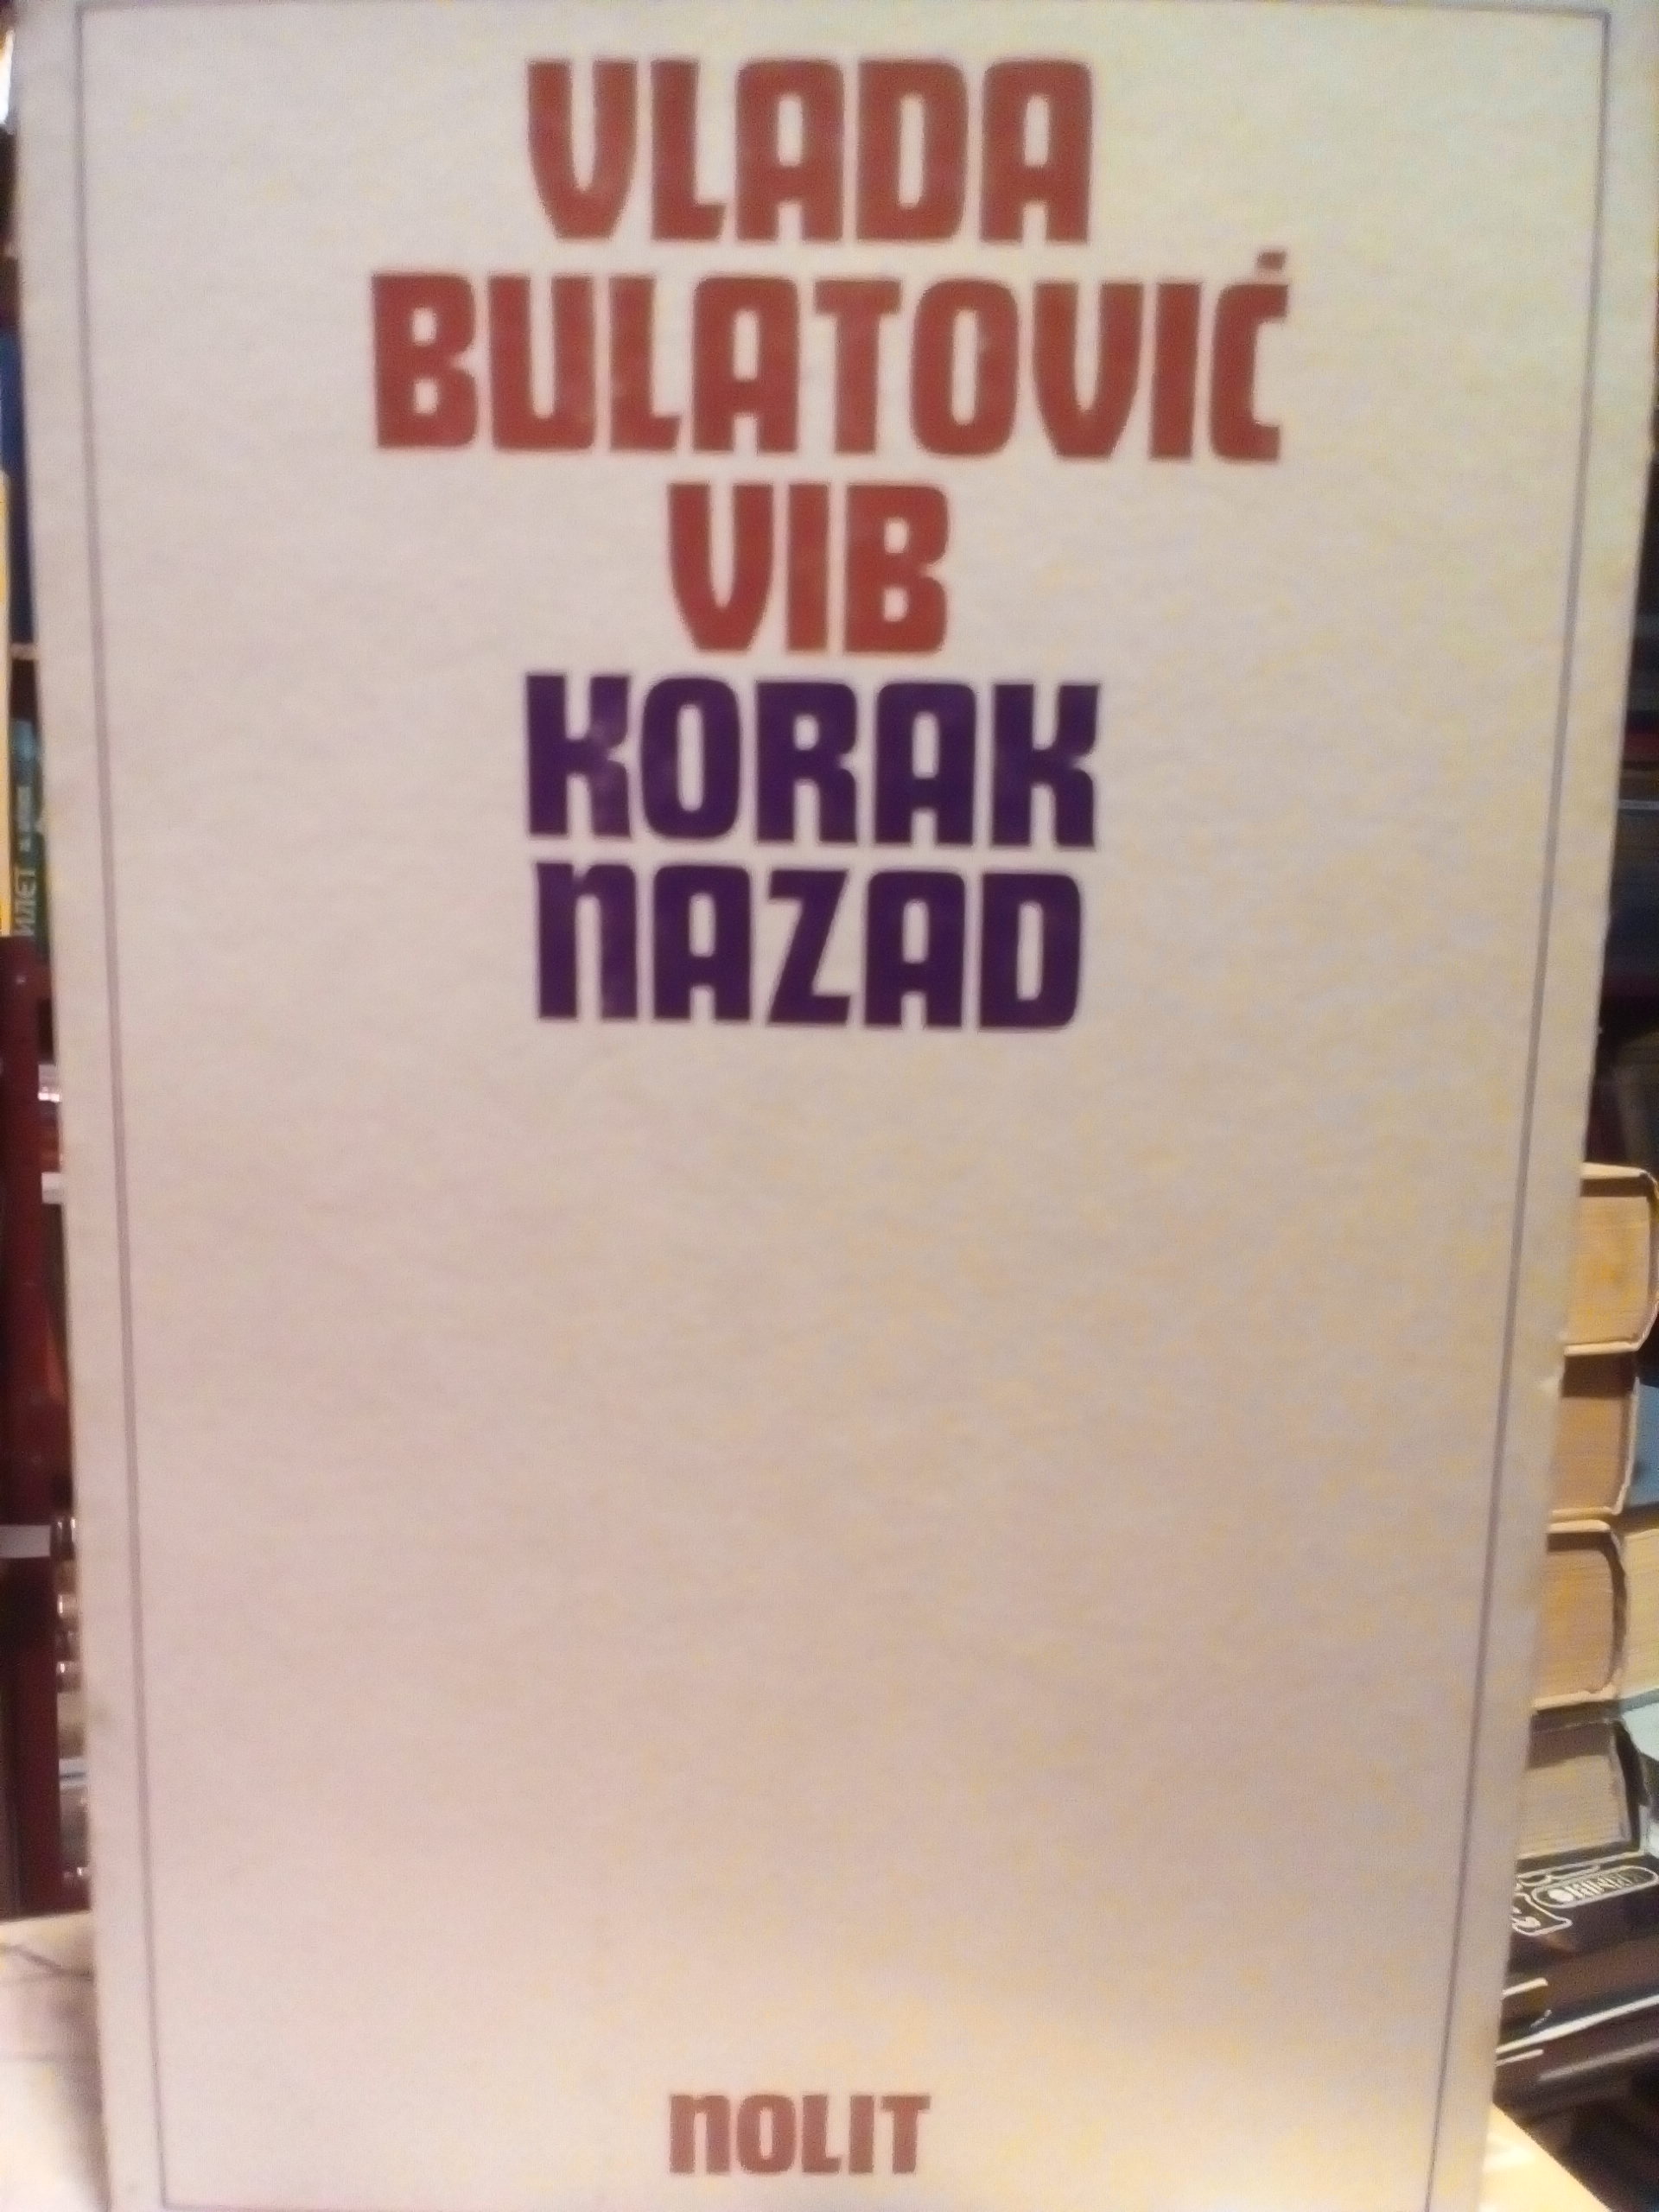 VLADA
BULATOVIĆ
VIB
KORAK
NAZAD
NOLIT